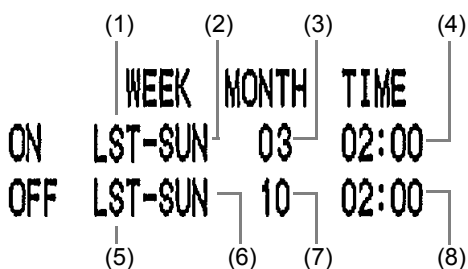 (1) (2) (3) (4)
WEEK MONTH TIME
ON LST-SUN 03 02:00
OFF LST-SUN 10 02:00
(5) (6) (7) (8)